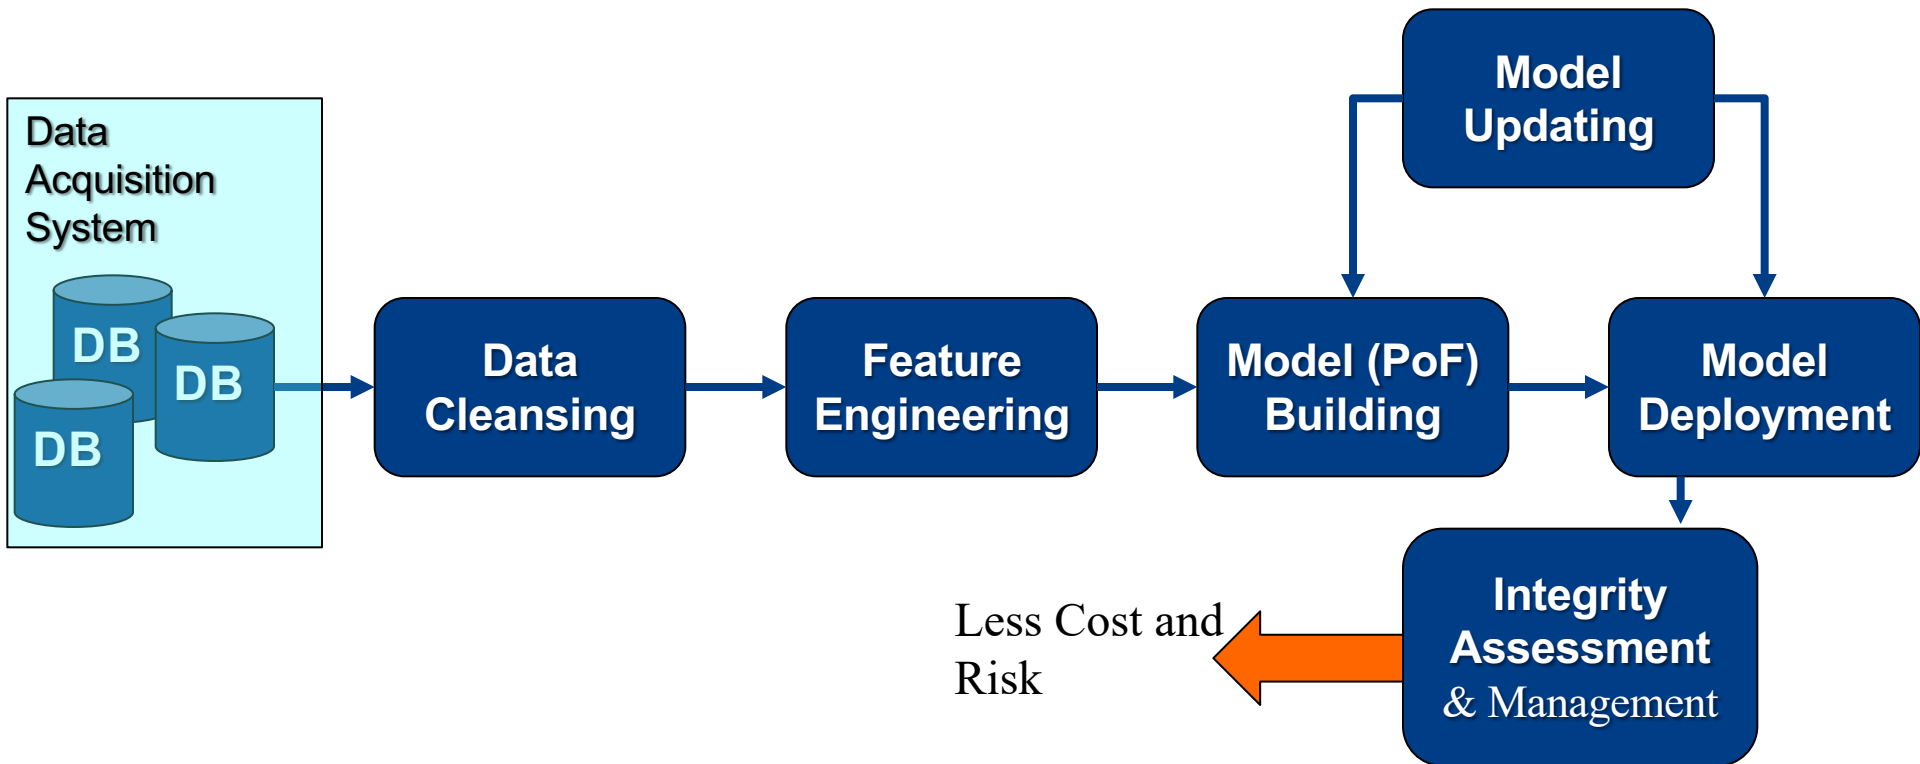 Data
Acquisition
System
DB
DB
DB
Data
Cleansing
Feature
Engineering
Model (PoF)
Building
Model
Deployment
Model
Updating
Integrity
Assessment
& Management
Less Cost and
Risk